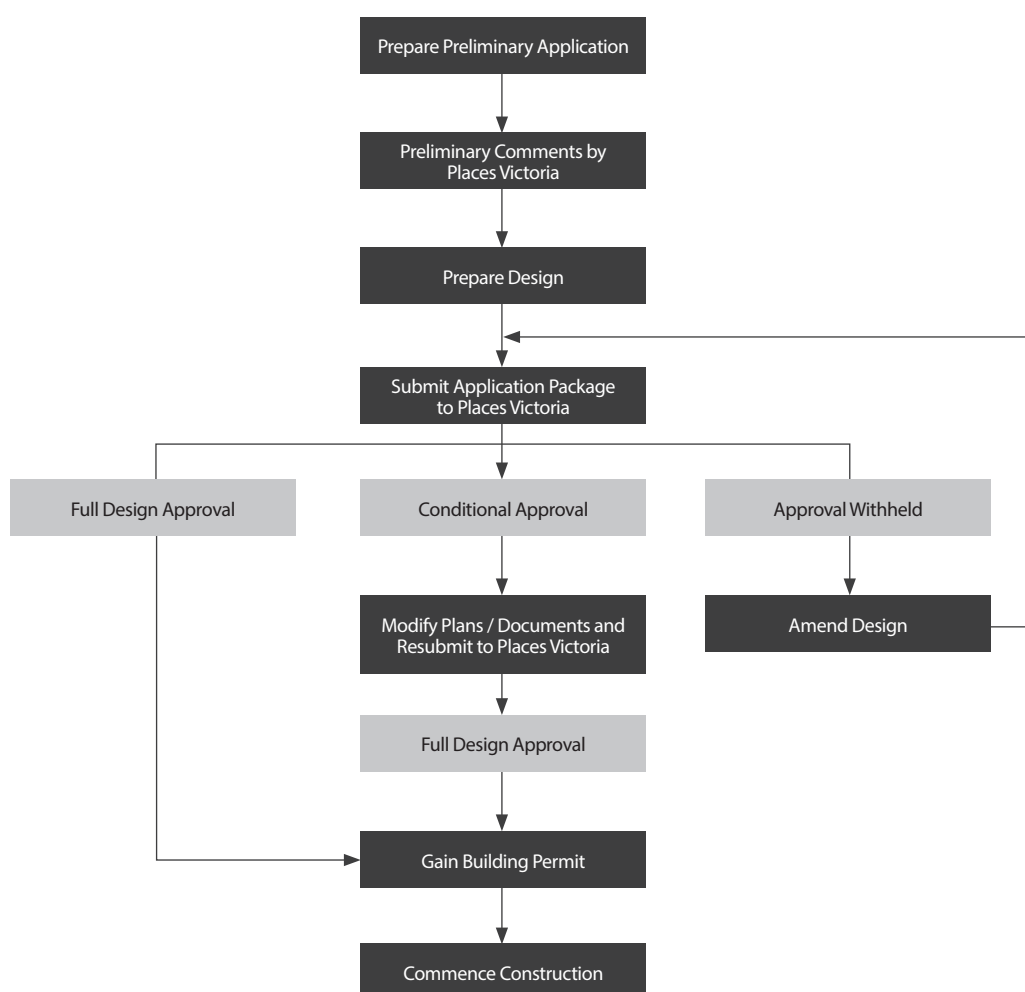 Prepare Preliminary Application
Preliminary Comments by
Places Victoria
Prepare Design
Submit Application Package
to Places Victoria
Full Design Approval
Conditional Approval
Approval Withheld
Modify Plans / Documents and
Resubmit to Places Victoria
Amend Design
Full Design Approval
Gain Building Permit
Commence Construction